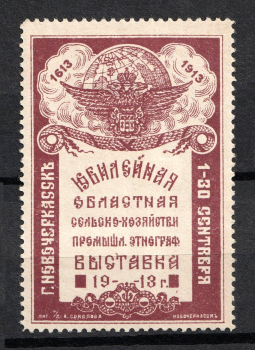 1613 1913
Г. НОВОЧЕРКАССКЪ
ЮБИЛЕЙНАЯ
ОБЛАСТНАЯ
СЕЛЬСКО-ХОЗЯЙСТВ
ПРОМЫШЛ. ЭТНОГРАФ
ВЫСТАВКА
19-13 г.
1-30 СЕНТЯБРЯ
НОВОЧЕРКАССКЪ